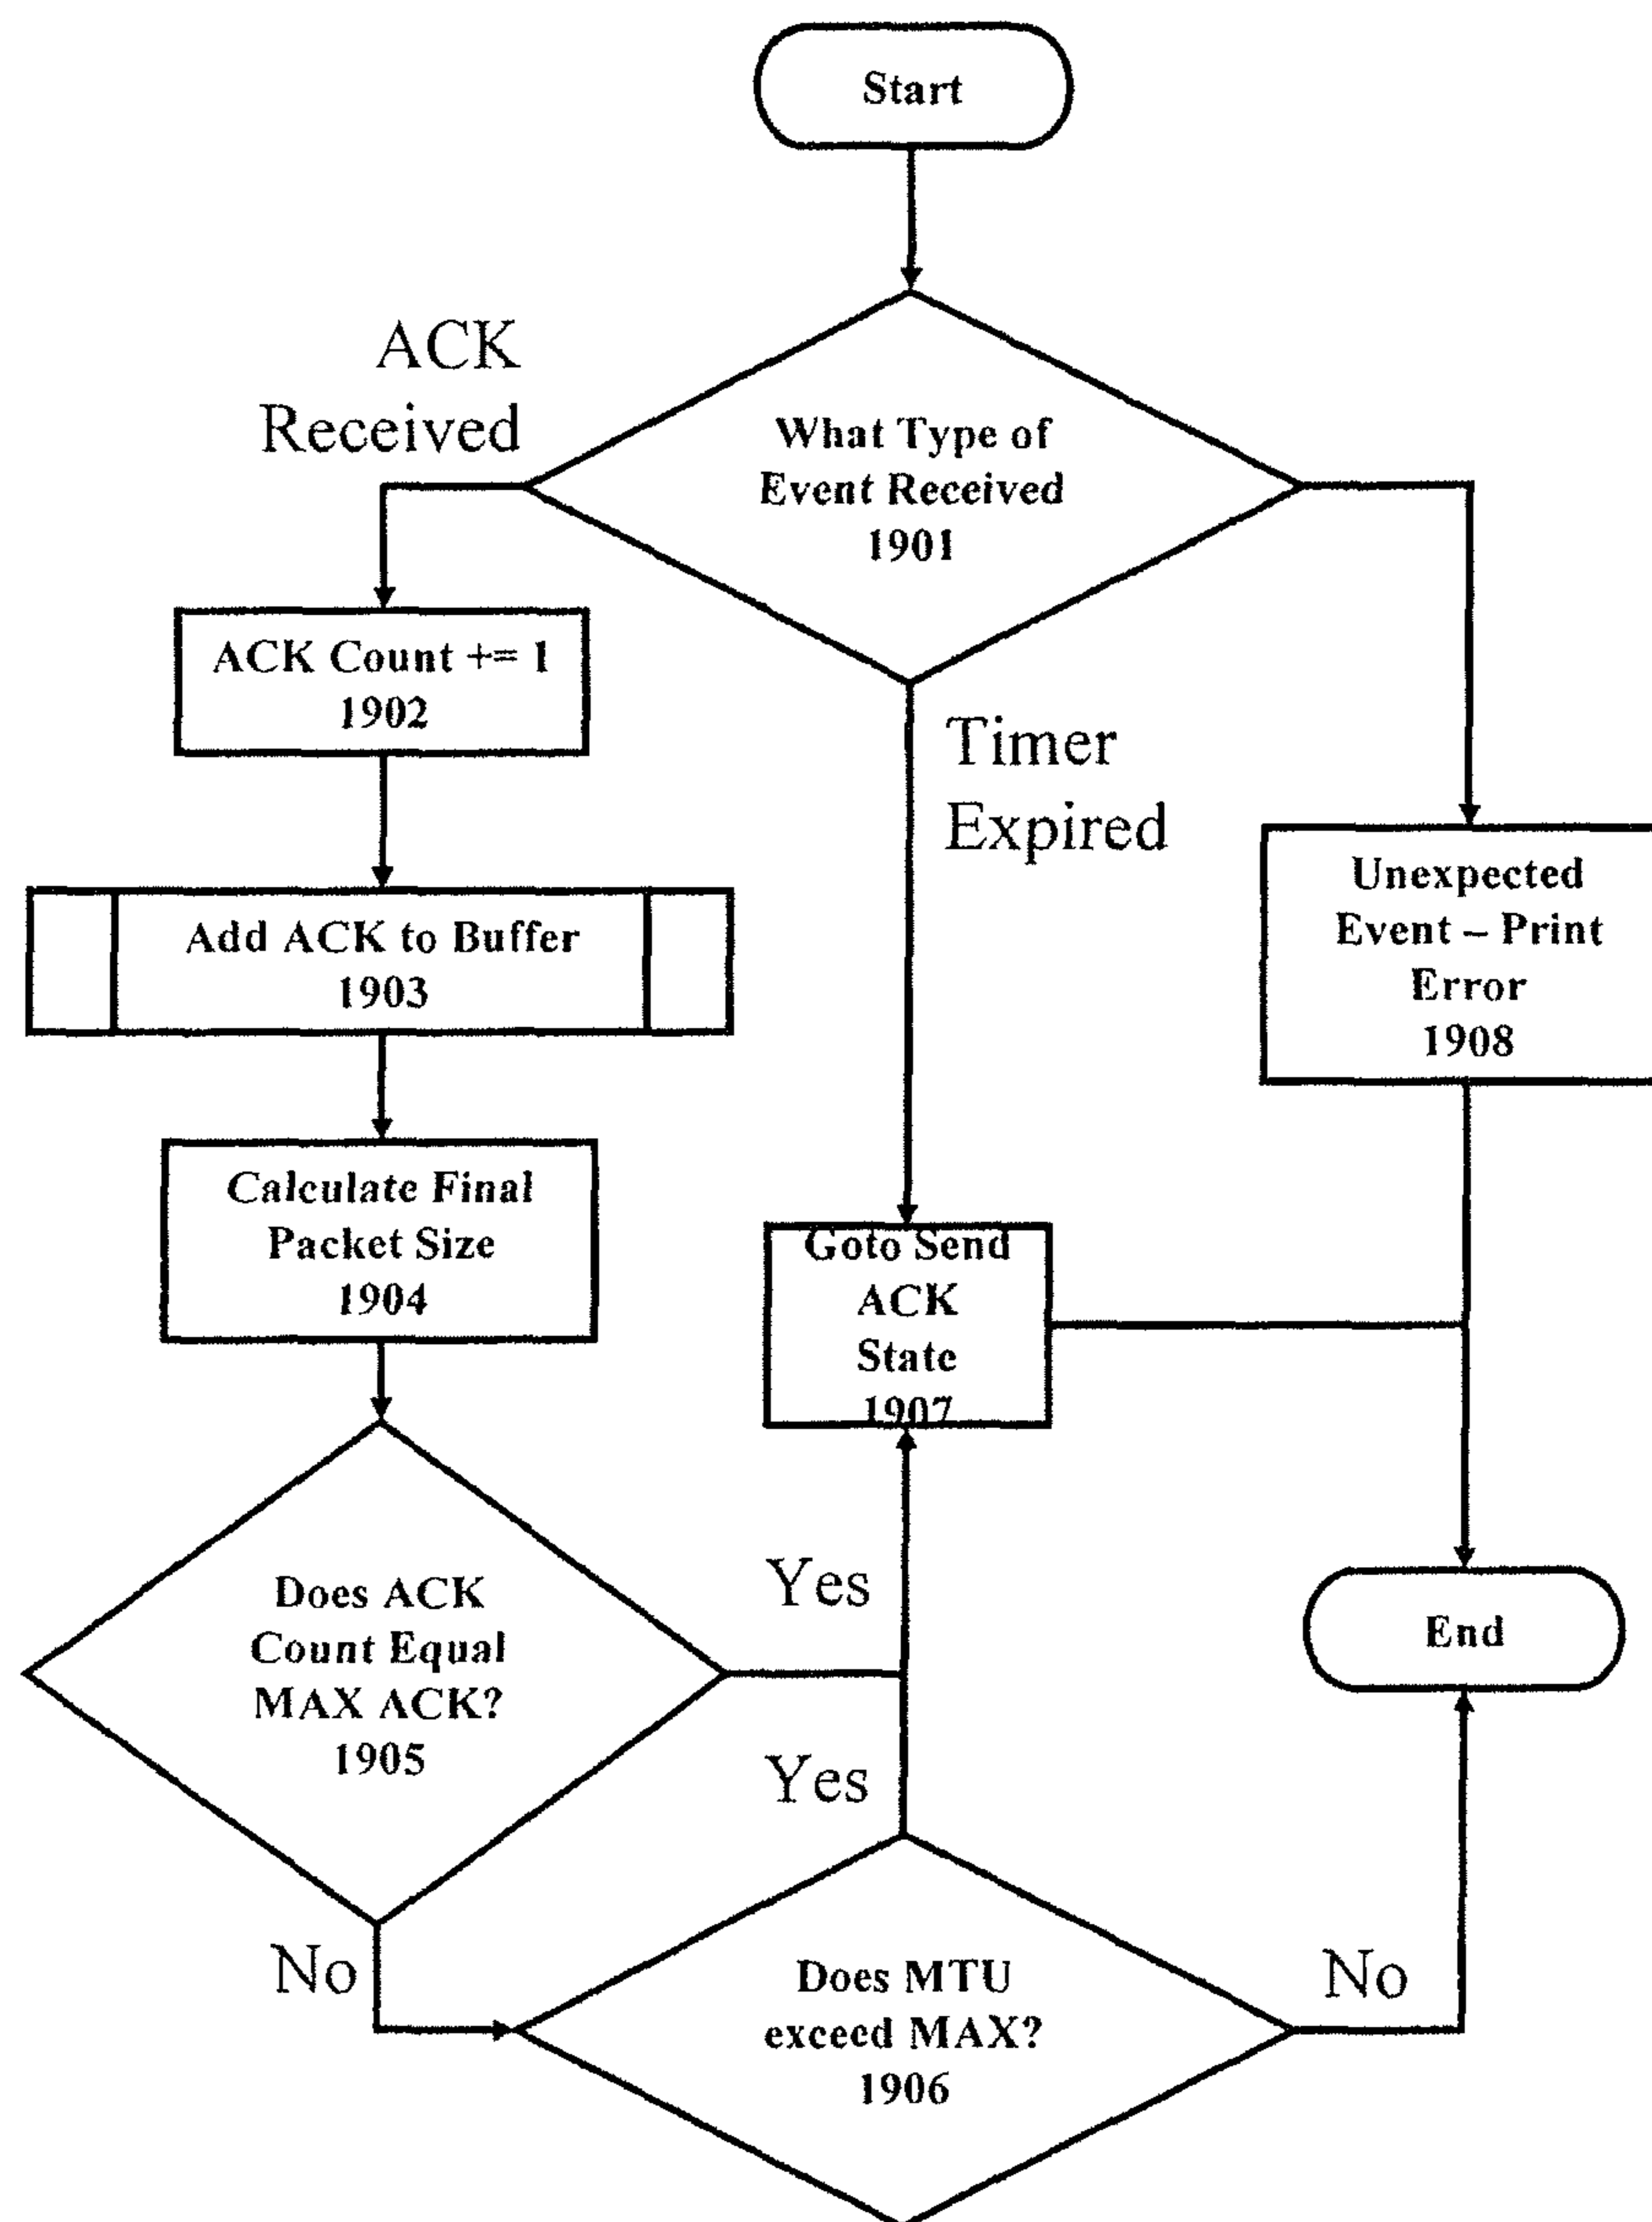 Start
ACK
Received
What Type of
Event Received
1901
ACK Count += 1
1902
Timer
Expired
Add ACK to Buffer
1903
Unexpected
Event – Print
Error
1908
Calculate Final
Packet Size
1904
Goto Send
ACK
State
1907
Does ACK
Count Equal
MAX ACK?
1905
Yes
End
Yes
No
Does MTU
exceed MAX?
1906
No